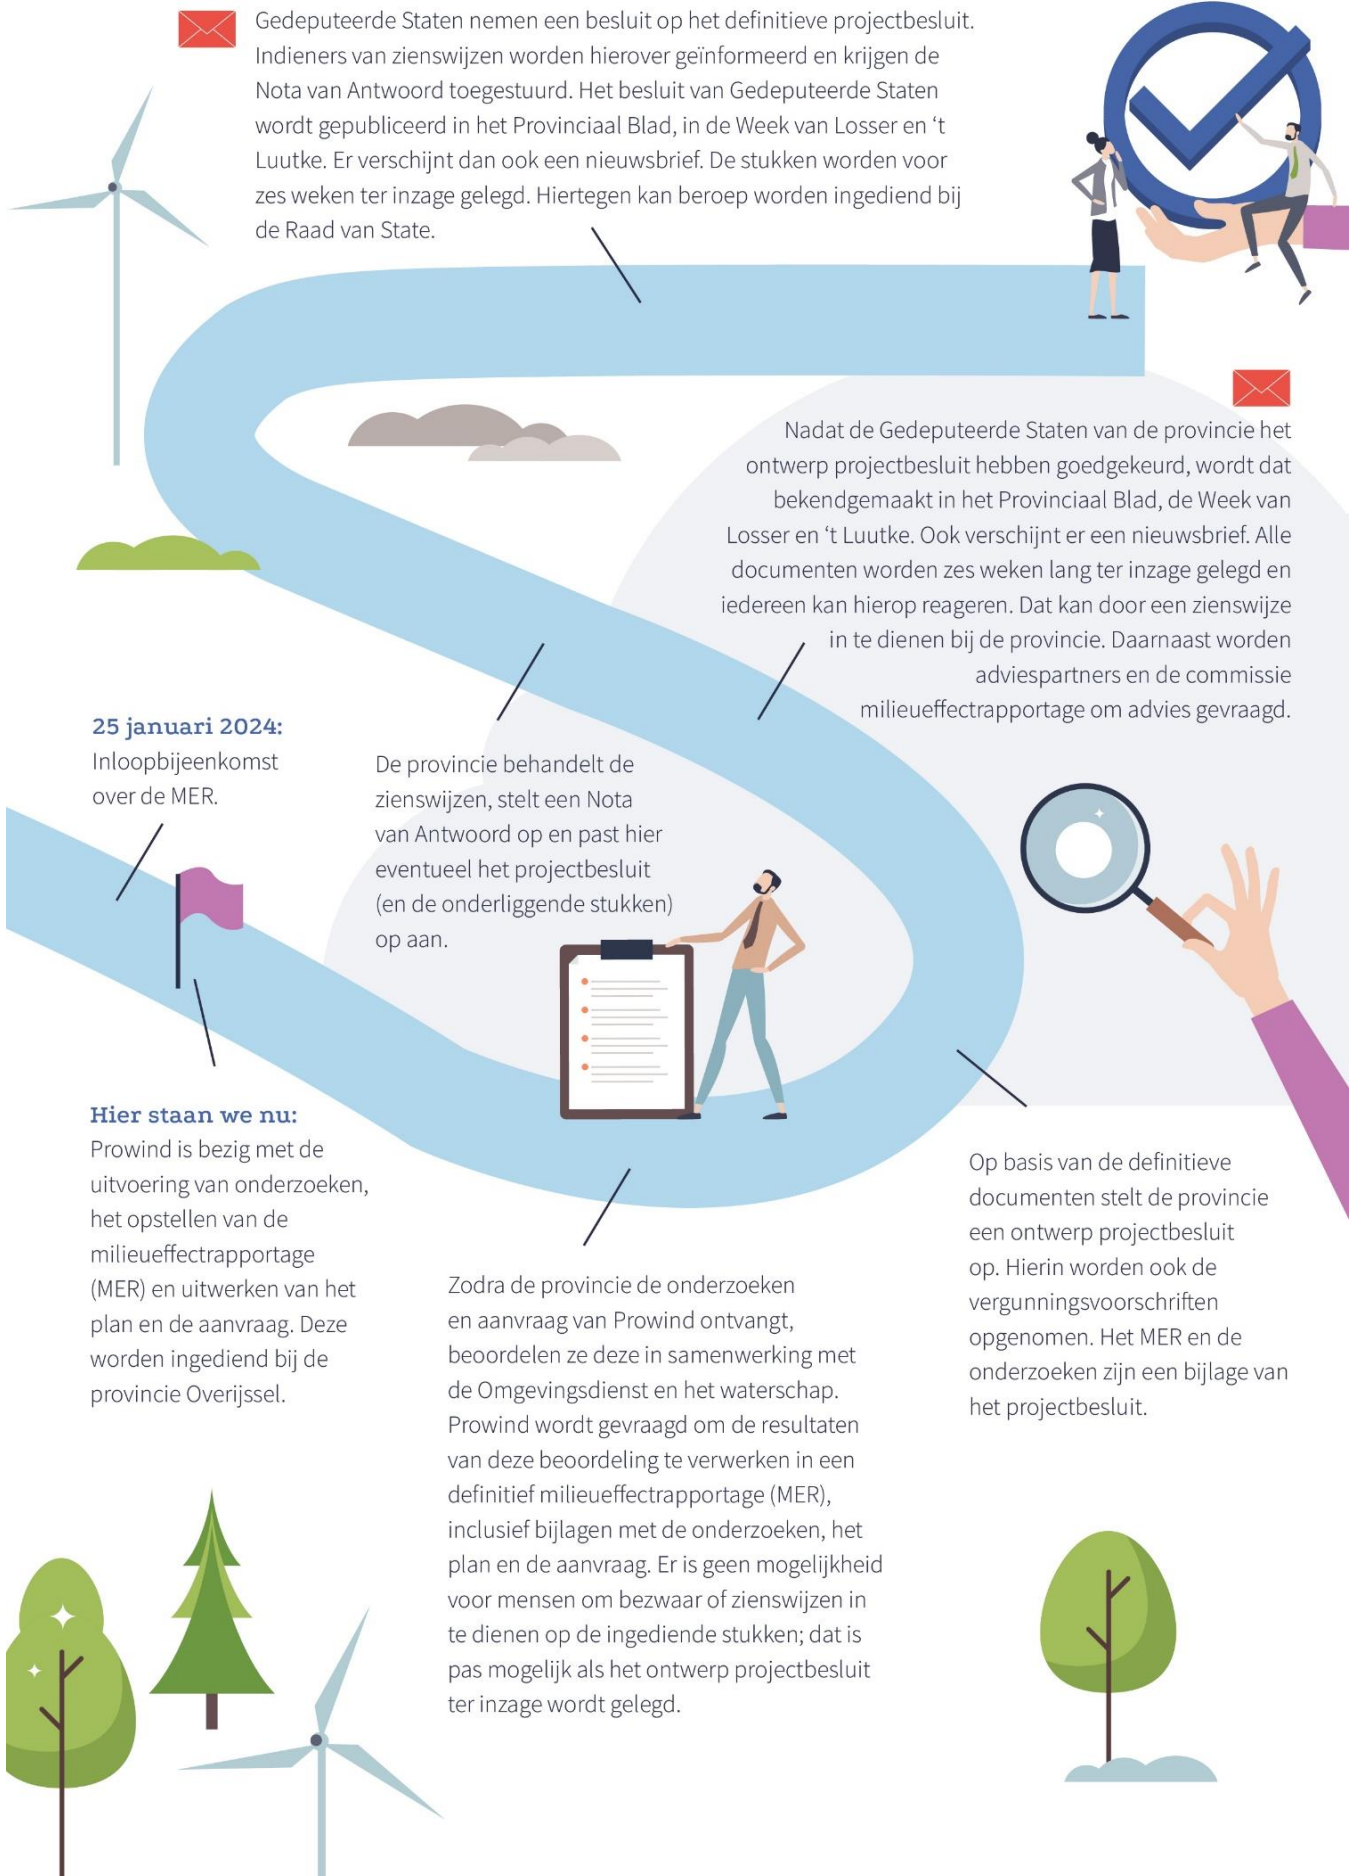 Gedeputeerde Staten nemen een besluit op het definitieve projectbesluit.
Indieners van zienswijzen worden hierover geïnformeerd en krijgen de
Nota van Antwoord toegestuurd. Het besluit van Gedeputeerde Staten
wordt gepubliceerd in het Provinciaal Blad, in de Week van Losser en ‘t
Luutke. Er verschijnt dan ook een nieuwsbrief. De stukken worden voor
zes weken ter inzage gelegd. Hiertegen kan beroep worden ingediend bij
de Raad van State.
Nadat de Gedeputeerde Staten van de provincie het
ontwerp projectbesluit hebben goedgekeurd, wordt dat
bekendgemaakt in het Provinciaal Blad, de Week van
Losser en ‘t Luutke. Ook verschijnt er een nieuwsbrief. Alle
documenten worden zes weken lang ter inzage gelegd en
iedereen kan hierop reageren. Dat kan door een zienswijze
in te dienen bij de provincie. Daarnaast worden
adviespartners en de commissie
milieueffectrapportage om advies gevraagd.
25 januari 2024:
Inloopbijeenkomst
over de MER.
De provincie behandelt de
zienswijzen, stelt een Nota
van Antwoord op en past hier
eventueel het projectbesluit
(en de onderliggende stukken)
op aan.
Hier staan we nu:
Prowind is bezig met de
uitvoering van onderzoeken,
het opstellen van de
milieueffectrapportage
(MER) en uitwerken van het
plan en de aanvraag. Deze
worden ingediend bij de
provincie Overijssel.
Zodra de provincie de onderzoeken
en aanvraag van Prowind ontvangt,
beoordelen ze deze in samenwerking met
de Omgevingsdienst en het waterschap.
Prowind wordt gevraagd om de resultaten
van deze beoordeling te verwerken in een
definitief milieueffectrapportage (MER),
inclusief bijlagen met de onderzoeken, het
plan en de aanvraag. Er is geen mogelijkheid
voor mensen om bezwaar of zienswijzen in
te dienen op de ingediende stukken; dat is
pas mogelijk als het ontwerp projectbesluit
ter inzage wordt gelegd.
Op basis van de definitieve
documenten stelt de provincie
een ontwerp projectbesluit
op. Hierin worden ook de
vergunningsvoorschriften
opgenomen. Het MER en de
onderzoeken zijn een bijlage van
het projectbesluit.